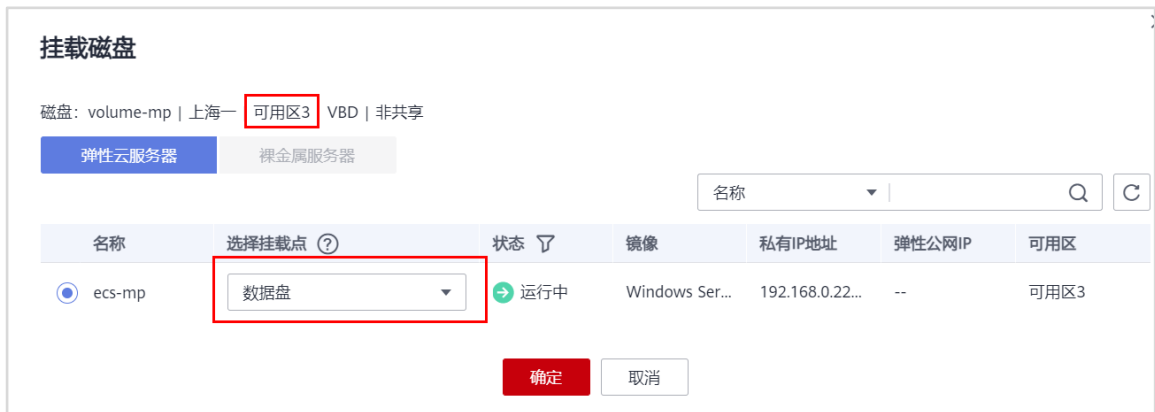 挂载磁盘
磁盘：volume-mp | 上海一 可用区3 VBD | 非共享
弹性云服务器 裸金属服务器
名称
名称 选择挂载点 ? 状态 镜像 私有IP地址 弹性公网IP 可用区
ecs-mp 数据盘 运行中 Windows Ser... 192.168.0.22... -- 可用区3
确定 取消